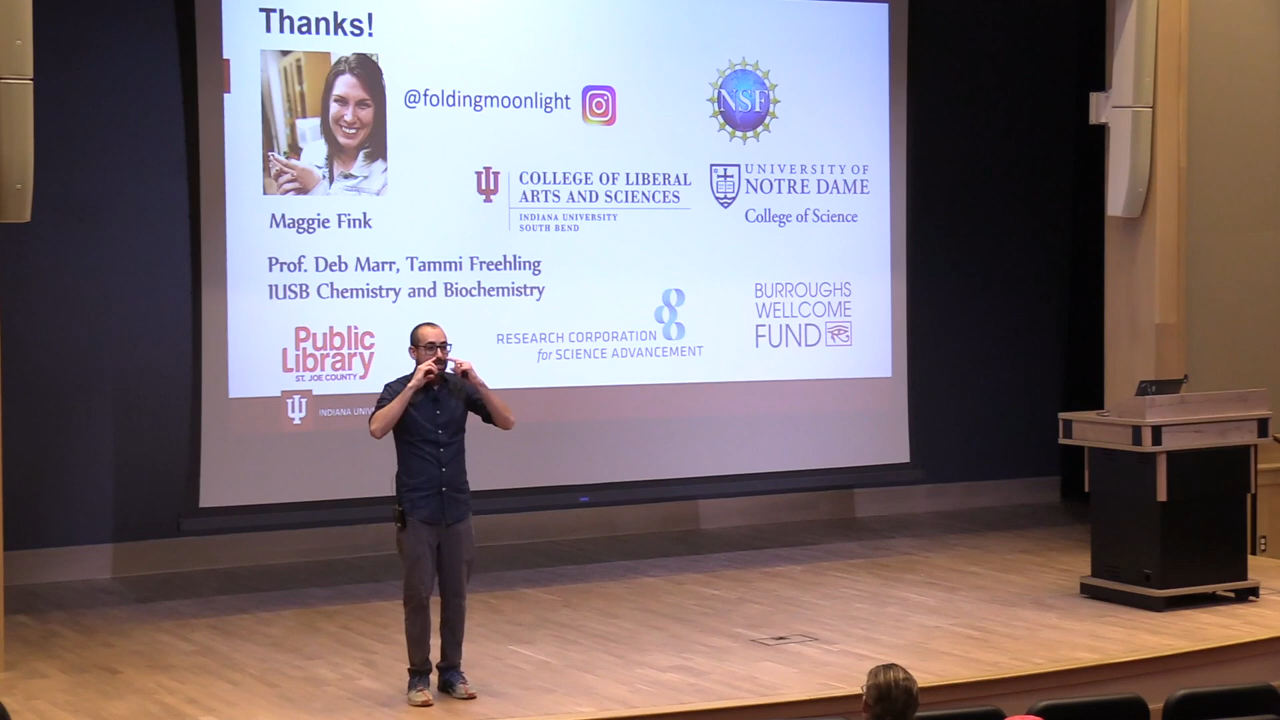 Thanks!
@foldingmoonlight
NSF
COLLEGE OF LIBERAL
ARTS AND SCIENCES
INDIANA UNIVERSITY
SOUTH BEND
UNIVERSITY OF
NOTRE DAME
College of Science
Maggie Fink
Prof. Deb Marr, Tammi Freehling
IUSB Chemistry and Biochemistry
Public
Library
ST. JOE COUNTY
RESEARCH CORPORATION
for SCIENCE ADVANCEMENT
BURROUGHS
WELLCOME
FUND
INDIANA UNIV